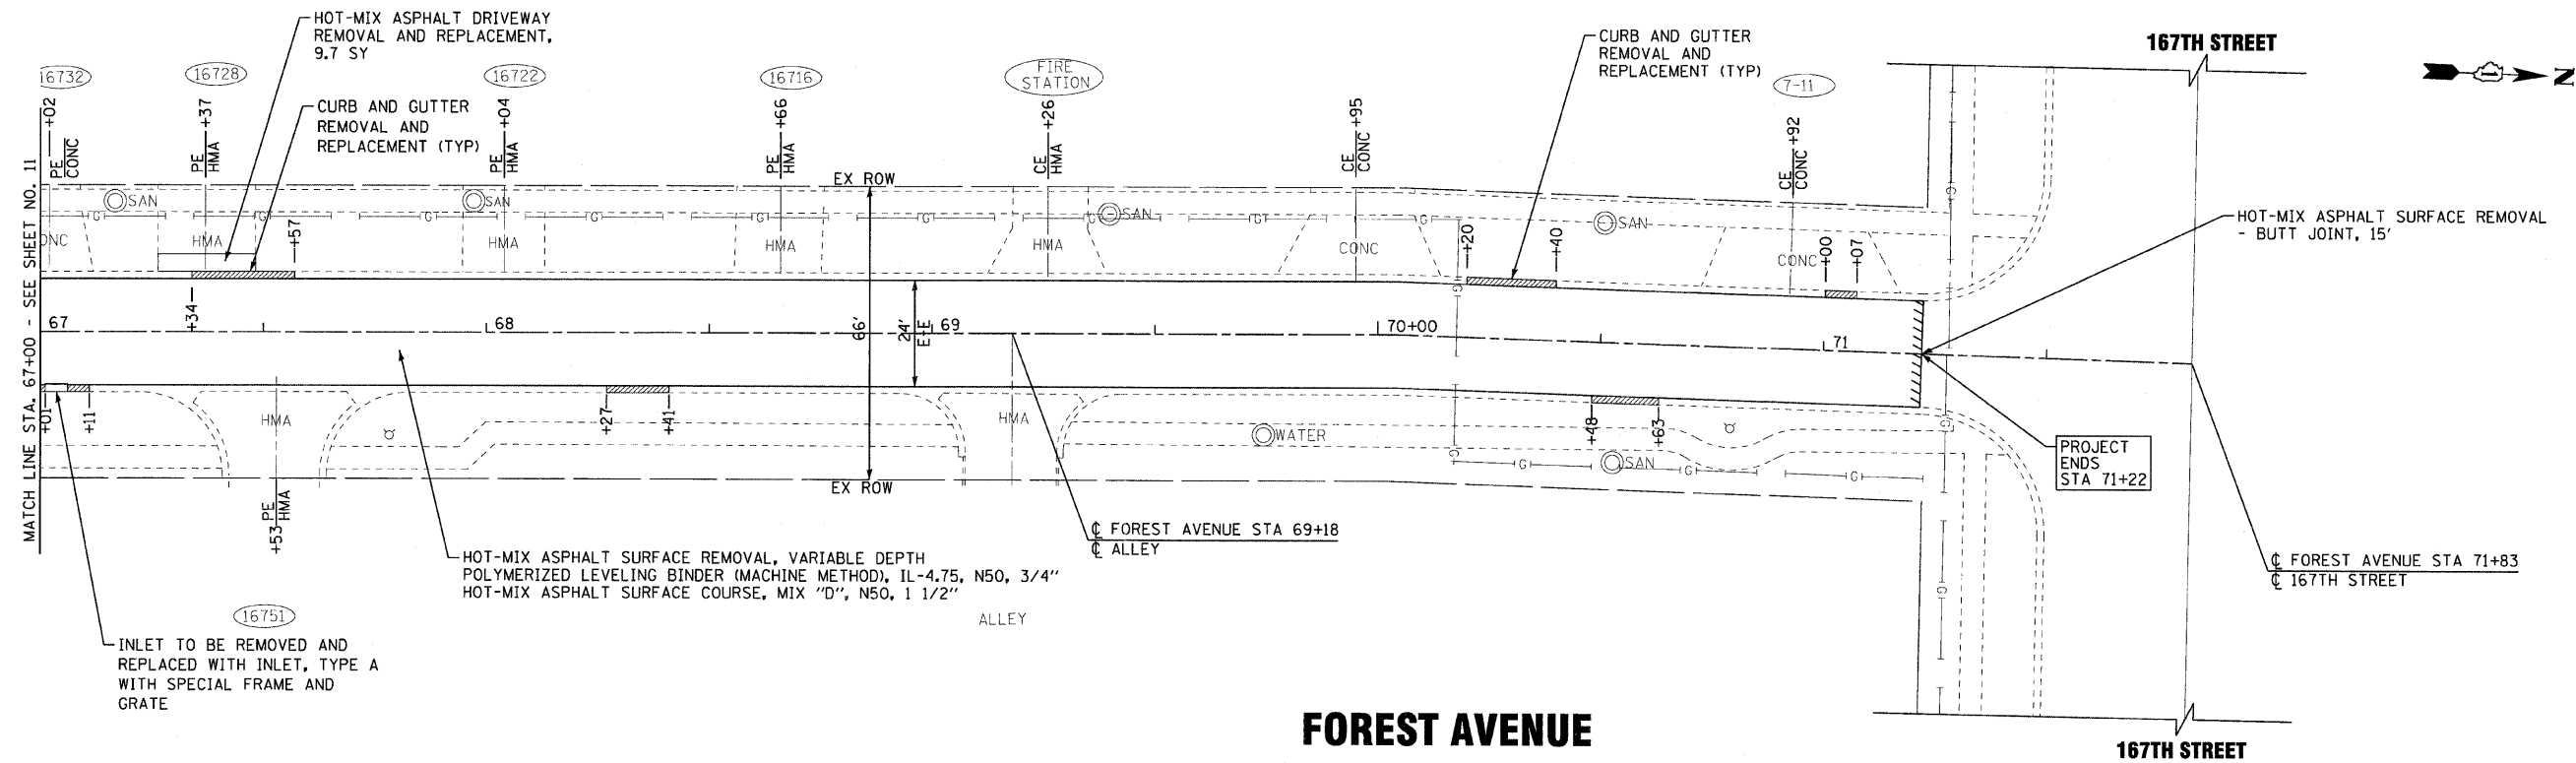 HOT-MIX ASPHALT DRIVEWAY
REMOVAL AND REPLACEMENT,
9.7 SY
CURB AND GUTTER
REMOVAL AND
REPLACEMENT (TYP)
167TH STREET
16732
16728
16722
16716
FIRE
STATION
7-11
N
CURB AND GUTTER
REMOVAL AND
REPLACEMENT (TYP)
+02
PE
CONC
+37
PE
HMA
+04
PE
HMA
+66
PE
HMA
+26
CE
HMA
+95
CE
CONC
+92
CE
CONC
MATCH LINE STA. 67+00 - SEE SHEET NO. 11
EX ROW
SAN
SAN
SAN
SAN
G
G
G
G
G
G
G
G
HOT-MIX ASPHALT SURFACE REMOVAL
- BUTT JOINT, 15'
ONC
HMA
HMA
HMA
HMA
CONC
CONC
+57
+20
+40
+00
+07
G
G
+34
67
68
69
70+00
71
66'
24'
E-E
+01
+11
HMA
+27
+41
HMA
WATER
+48
+63
G
G
G
SAN
G
G
EX ROW
PROJECT
ENDS
STA 71+22
+53
PE
HMA
℄ FOREST AVENUE STA 69+18
℄ ALLEY
HOT-MIX ASPHALT SURFACE REMOVAL, VARIABLE DEPTH
POLYMERIZED LEVELING BINDER (MACHINE METHOD), IL-4.75, N50, 3/4"
HOT-MIX ASPHALT SURFACE COURSE, MIX "D", N50, 1 1/2"
℄ FOREST AVENUE STA 71+83
℄ 167TH STREET
G
16751
ALLEY
INLET TO BE REMOVED AND
REPLACED WITH INLET, TYPE A
WITH SPECIAL FRAME AND
GRATE
FOREST AVENUE
167TH STREET